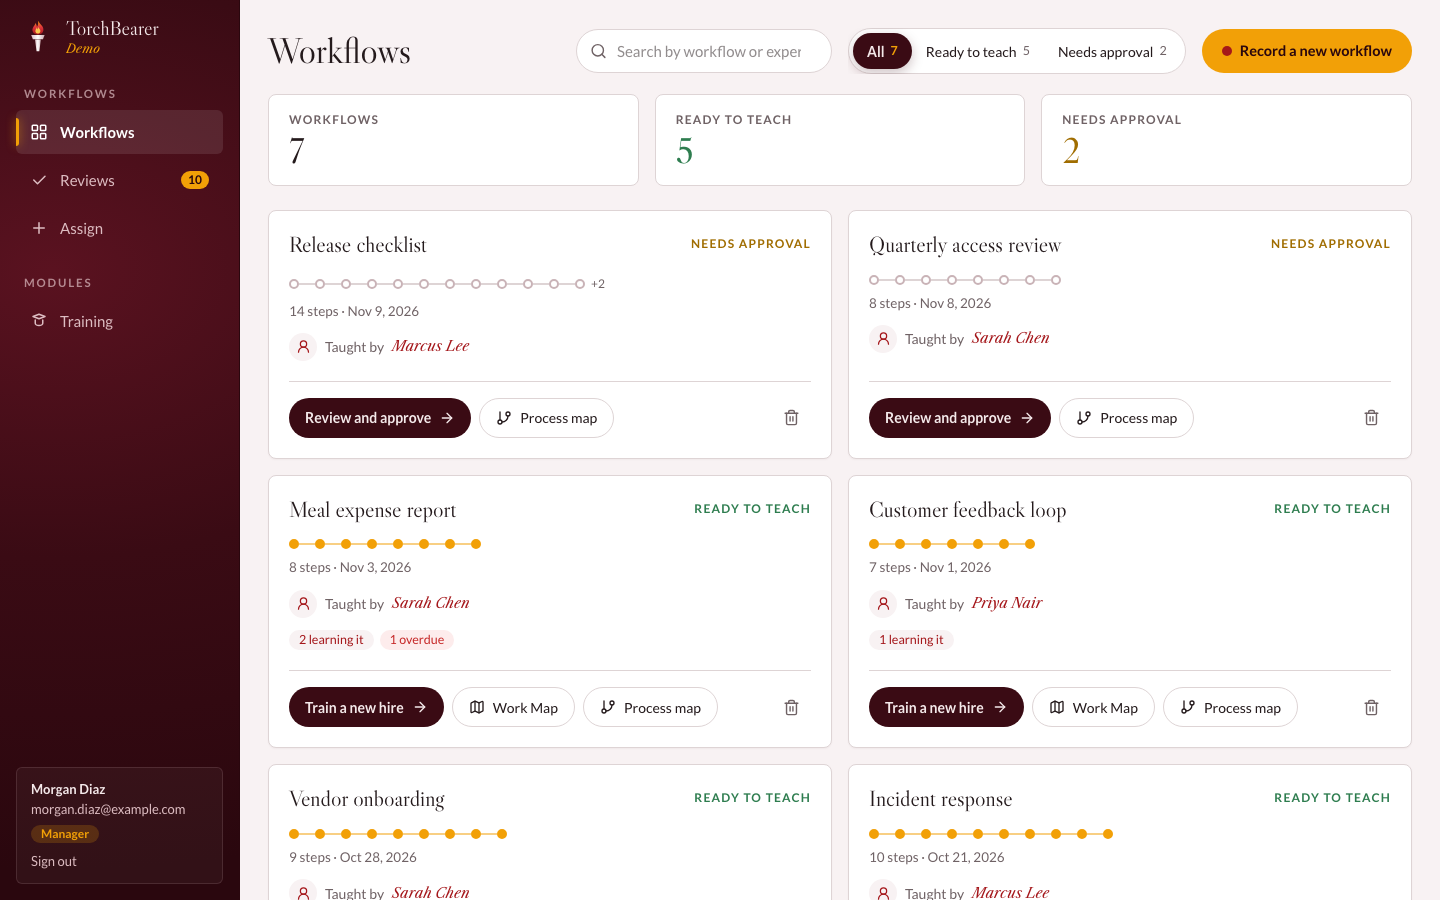 TorchBearer
Demo
WORKFLOWS
Workflows
Reviews 10
Assign
MODULES
Training
Morgan Diaz
morgan.diaz@example.com
Manager
Sign out
Workflows
Search by workflow or exper
All 7
Ready to teach 5
Needs approval 2
Record a new workflow
WORKFLOWS
7
READY TO TEACH
5
NEEDS APPROVAL
2
Release checklist
NEEDS APPROVAL
+2
14 steps · Nov 9, 2026
Taught by Marcus Lee
Review and approve
Process map
Quarterly access review
NEEDS APPROVAL
8 steps · Nov 8, 2026
Taught by Sarah Chen
Review and approve
Process map
Meal expense report
READY TO TEACH
8 steps · Nov 3, 2026
Taught by Sarah Chen
2 learning it
1 overdue
Train a new hire
Work Map
Process map
Customer feedback loop
READY TO TEACH
7 steps · Nov 1, 2026
Taught by Priya Nair
1 learning it
Train a new hire
Work Map
Process map
Vendor onboarding
READY TO TEACH
9 steps · Oct 28, 2026
Taught by Sarah Chen
Incident response
READY TO TEACH
10 steps · Oct 21, 2026
Taught by Marcus Lee